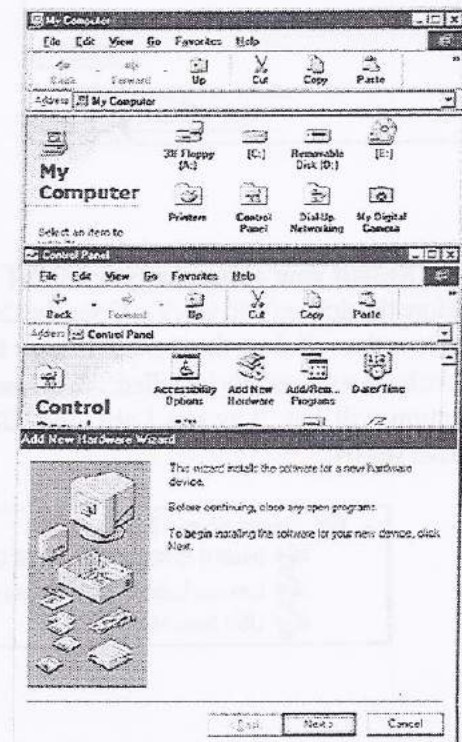 My Computer
File Edit View Go Favorites Help
Back Forward Up Cut Copy Paste
Address My Computer
My Computer
3½ Floppy (A:) (C:) Removable Disk (D:) (E:)
Printers Control Panel Dial-Up Networking My Digital Camera
Select an item to
Control Panel
File Edit View Go Favorites Help
Back Forward Up Cut Copy Paste
Address Control Panel
Control
Accessibility Options Add New Hardware Add/Rem... Programs Date/Time
Add New Hardware Wizard
This wizard installs the software for a new hardware
device.
Before continuing, close any open programs.
To begin installing the software for your new device, click
Next.
< Back Next > Cancel